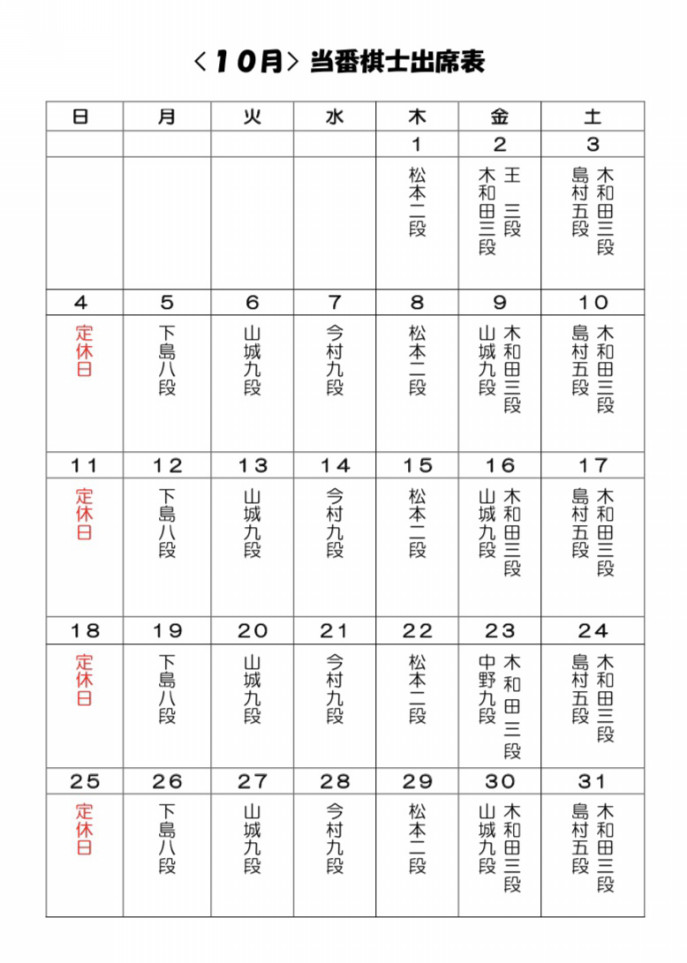 〈10月〉当番棋士出席表
日 月 火 水 木 金 土
1 2 3
松本二段
王 三段
木和田三段
木和田三段
島村五段
4 5 6 7 8 9 10
定休日
下島八段
山城九段
今村九段
松本二段
木和田三段
山城九段
木和田三段
島村五段
11 12 13 14 15 16 17
定休日
下島八段
山城九段
今村九段
松本二段
木和田三段
山城九段
木和田三段
島村五段
18 19 20 21 22 23 24
定休日
下島八段
山城九段
今村九段
松本二段
木和田三段
中野九段
木和田三段
島村五段
25 26 27 28 29 30 31
定休日
下島八段
山城九段
今村九段
松本二段
木和田三段
山城九段
木和田三段
島村五段